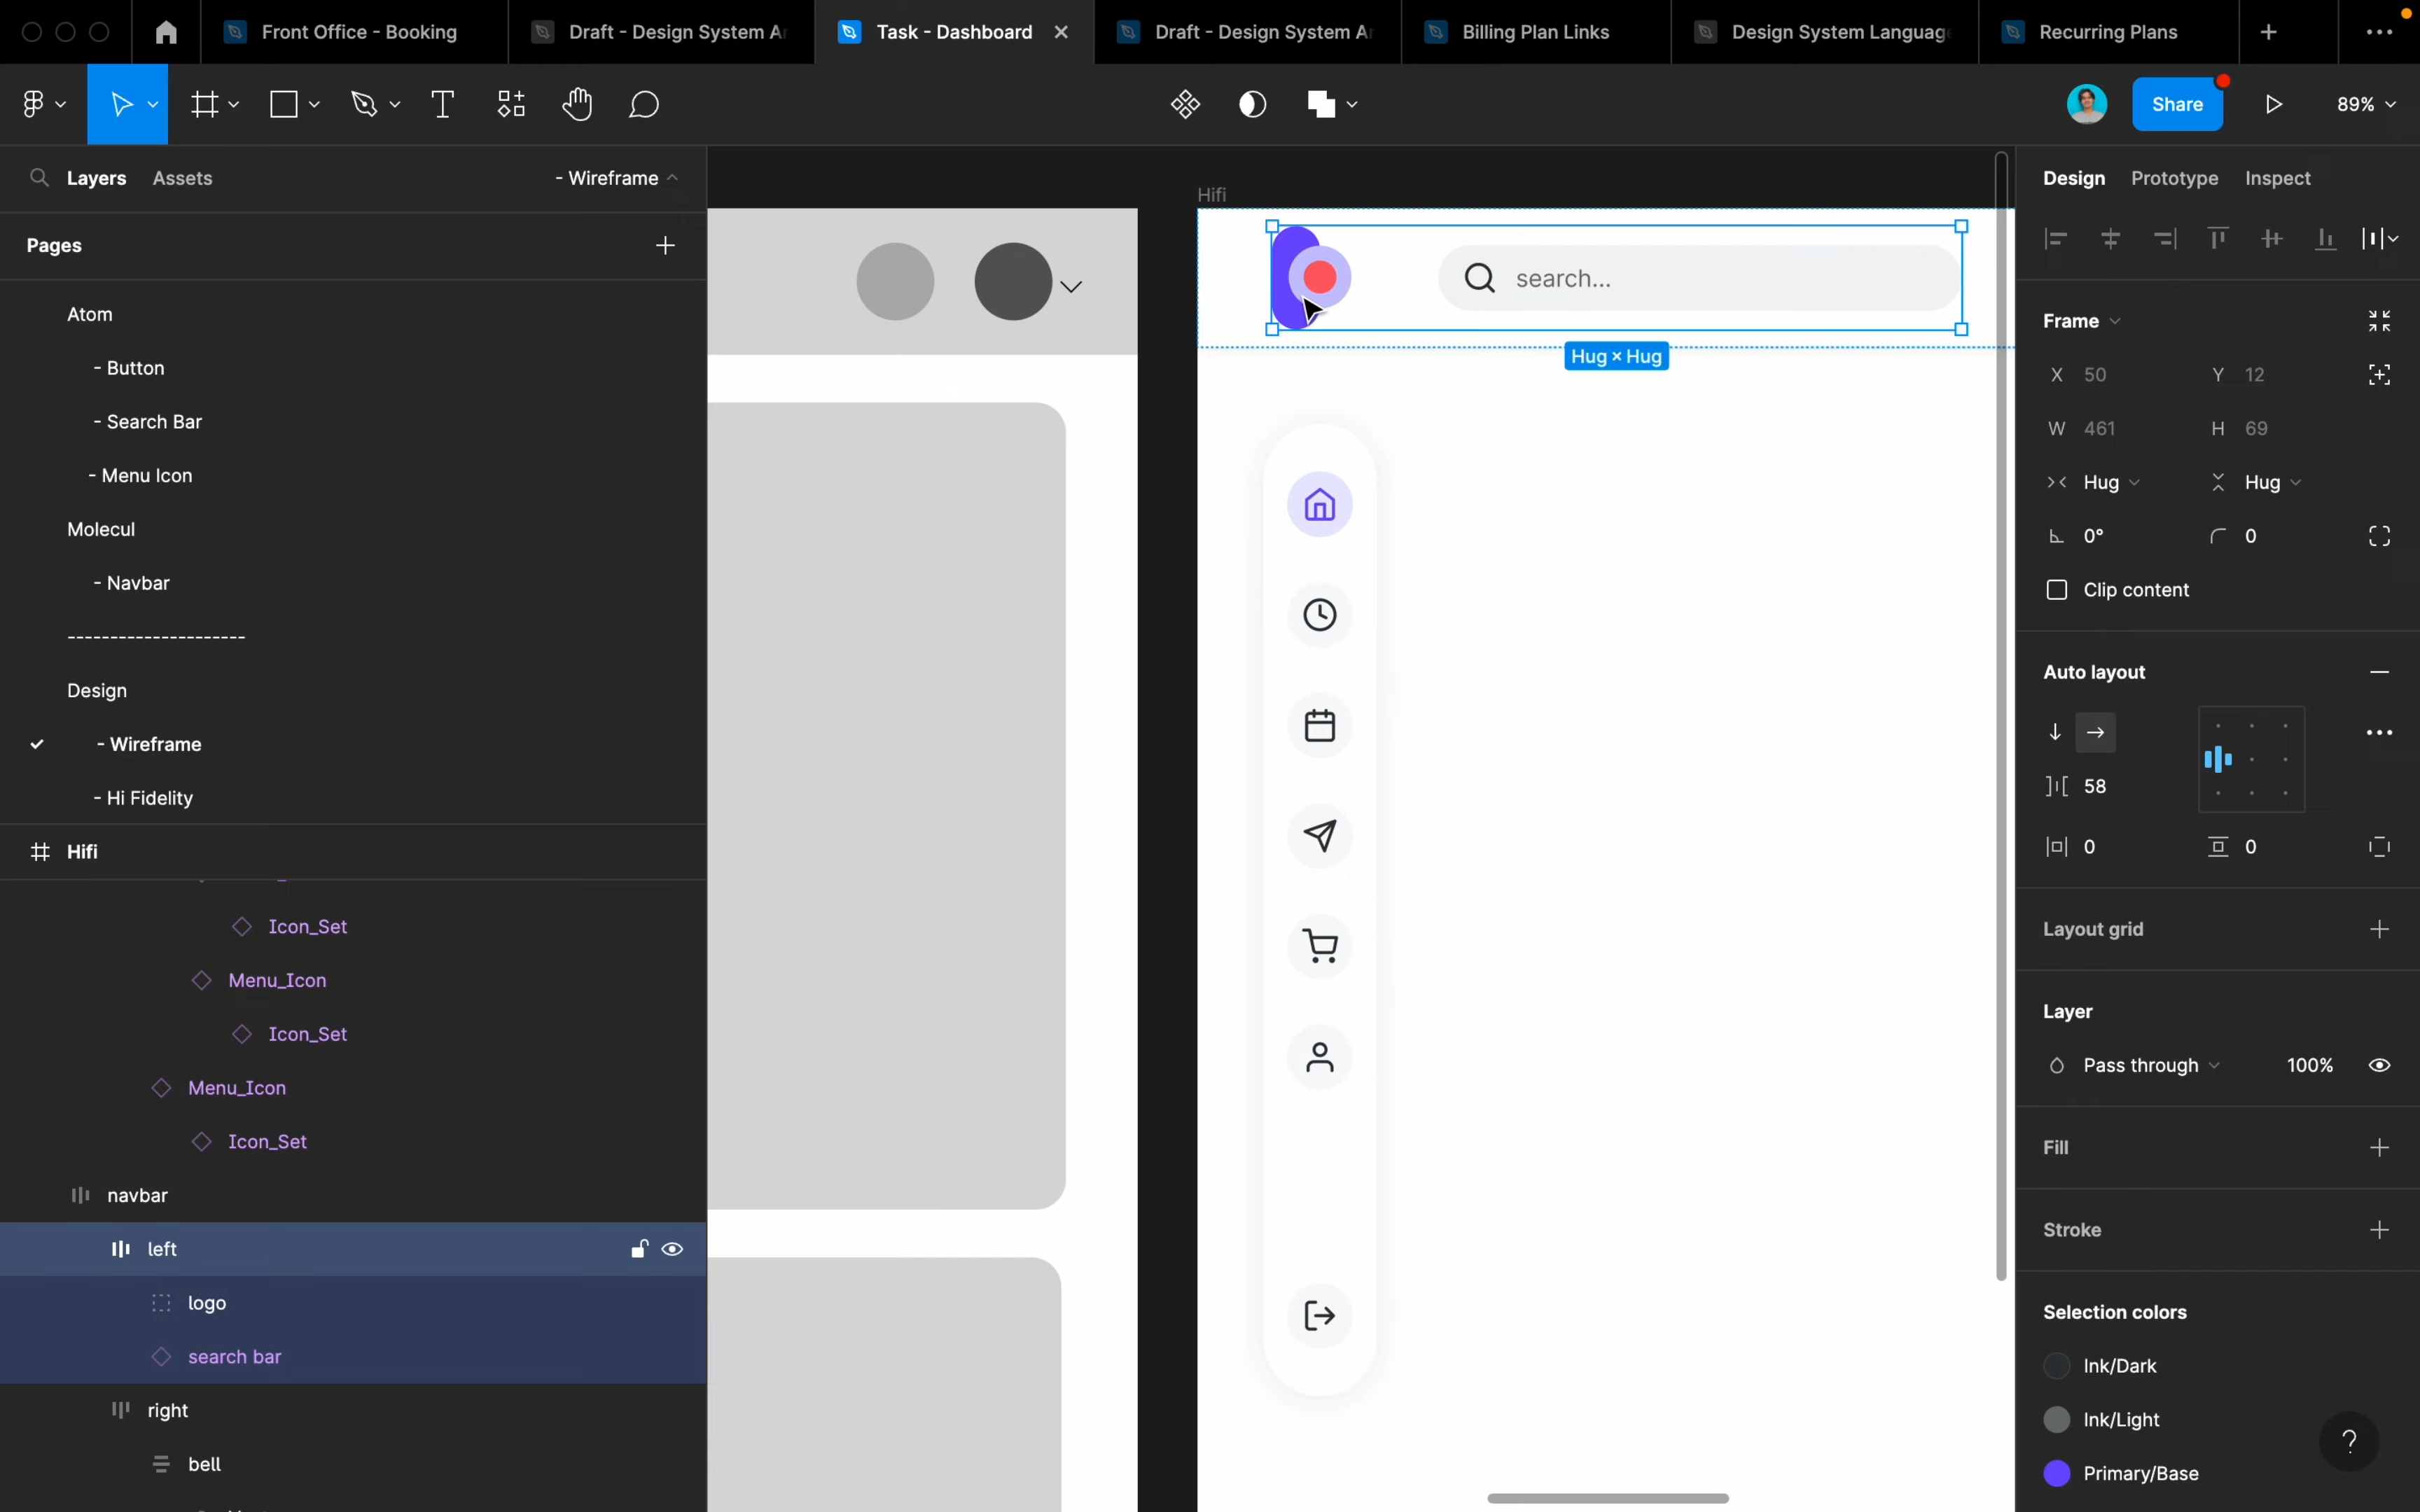 Front Office - Booking
Draft - Design System Ar
Task - Dashboard
Draft - Design System Ar
Billing Plan Links
Design System Language
Recurring Plans
Share
89%
Layers
Assets
- Wireframe
Pages
Atom
- Button
- Search Bar
- Menu Icon
Molecul
- Navbar
---------------------
Design
- Wireframe
- Hi Fidelity
Hifi
Icon_Set
Menu_Icon
Icon_Set
Menu_Icon
Icon_Set
navbar
left
logo
search bar
right
bell
Hifi
search...
Hug × Hug
Design
Prototype
Inspect
Frame
X 50
Y 12
W 461
H 69
Hug
Hug
0°
0
Clip content
Auto layout
58
0
0
Layout grid
Layer
Pass through
100%
Fill
Stroke
Selection colors
Ink/Dark
Ink/Light
Primary/Base
?